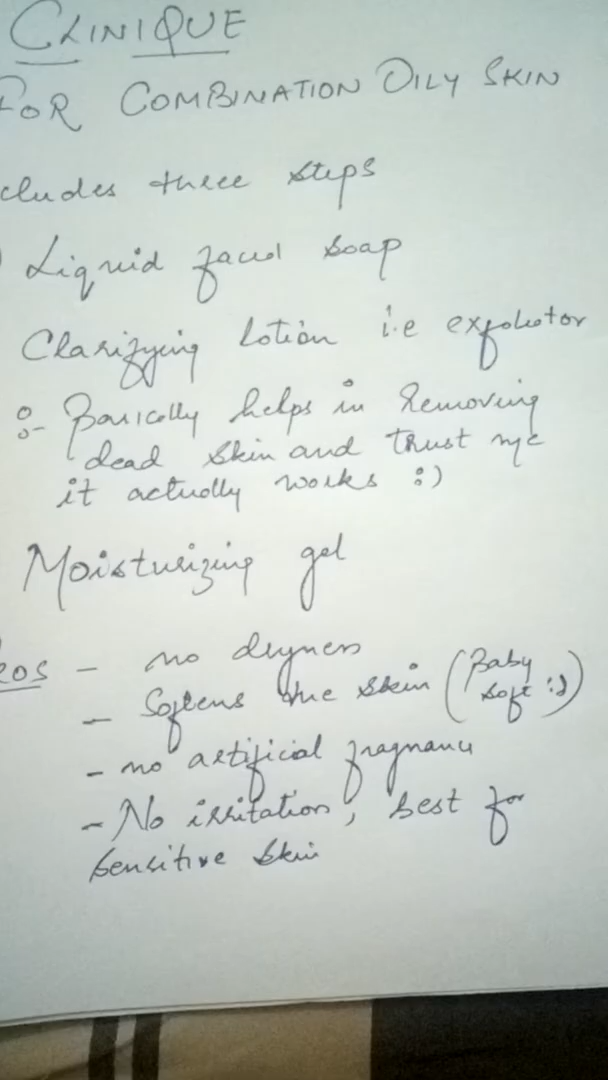 CLINIQUE
FOR COMBINATION OILY SKIN
cludes three steps
Liquid facial soap
Clarifying lotion i.e exfoliator
:- Basically helps in removing
dead skin and trust me
it actually works :)
Moisturizing gel
ros - no dryness
- Softens the skin (Baby
soft :))
- no artificial fragnance
- No irritation, best for
sensitive skin